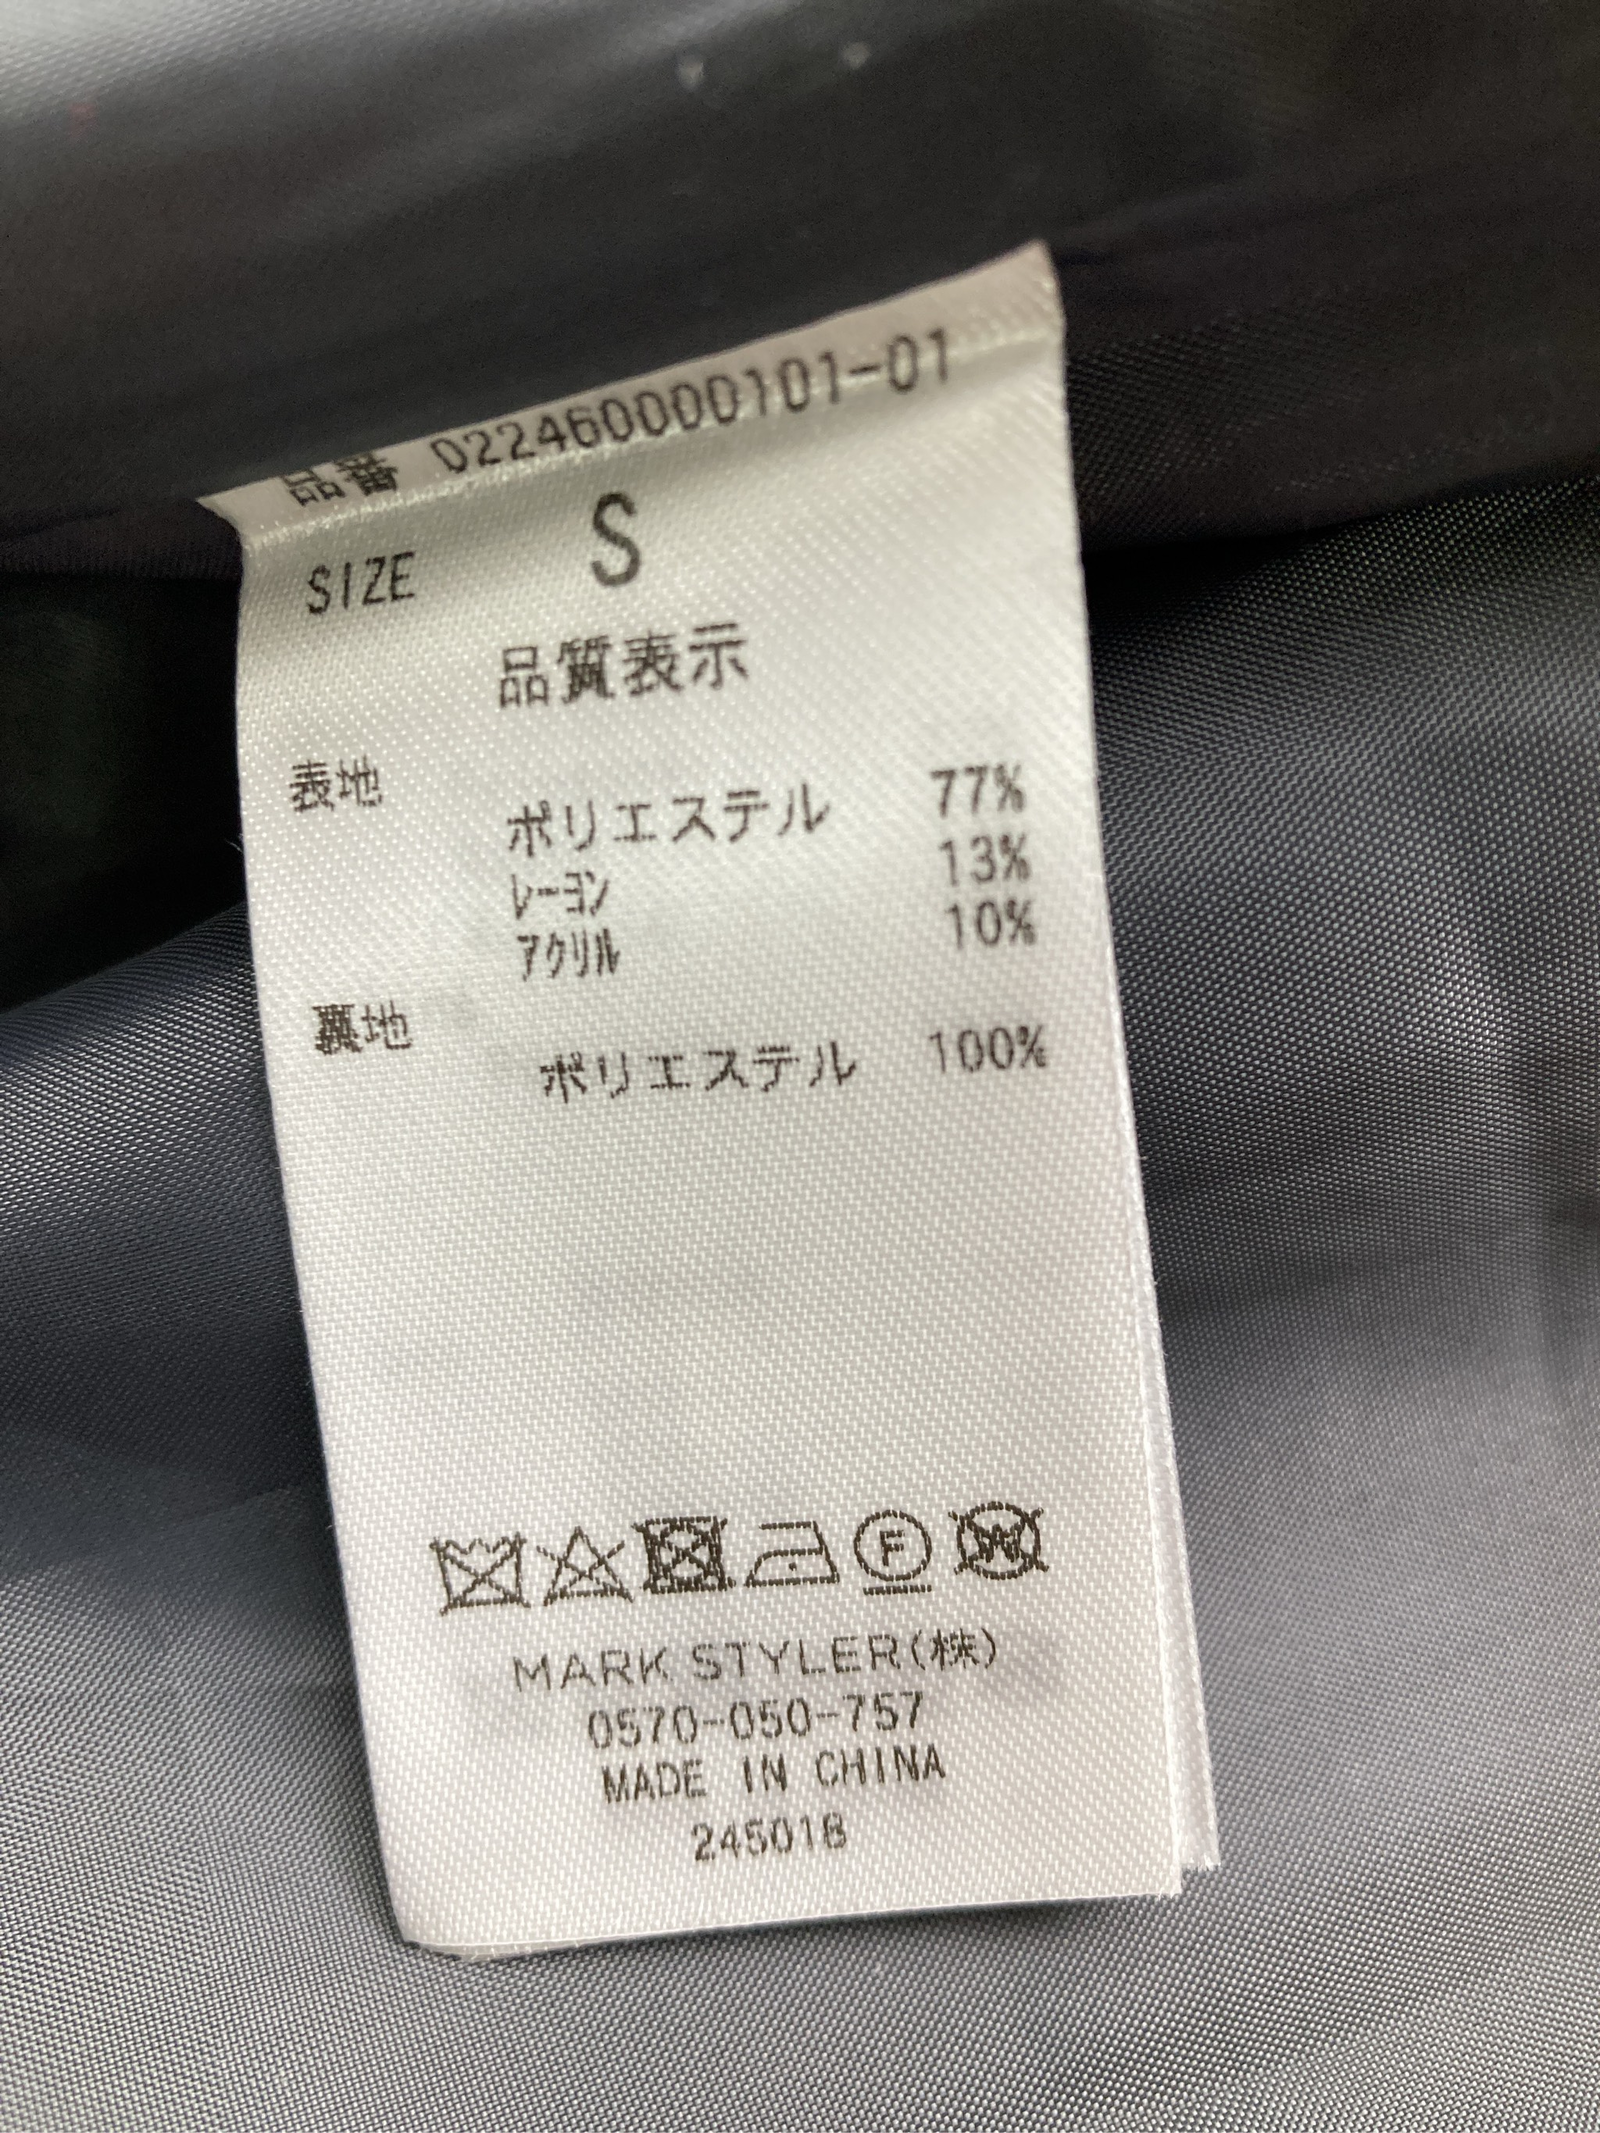 品番 022460000101-01
SIZE S
品質表示
表地
ポリエステル 77%
レーヨン 13%
アクリル 10%
裏地
ポリエステル 100%
F W
MARK STYLER(株)
0570-050-757
MADE IN CHINA
245018